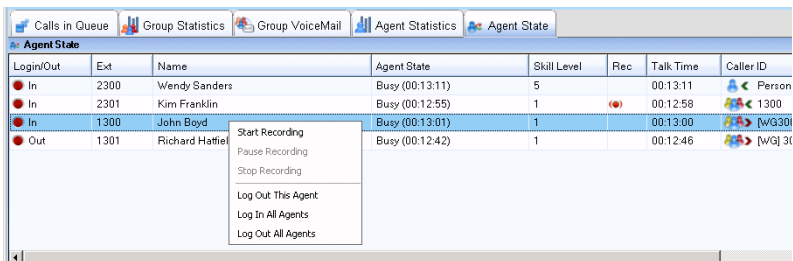 Calls in Queue Group Statistics Group VoiceMail Agent Statistics Agent State
Agent State
Login/Out Ext Name Agent State Skill Level Rec Talk Time Caller ID
In 2300 Wendy Sanders Busy (00:13:11) 5 00:13:11 Person
In 2301 Kim Franklin Busy (00:12:55) 1 00:12:58 1300
In 1300 John Boyd Busy (00:13:01) 1 00:13:00 [WG300
Out 1301 Richard Hatfiel Busy (00:12:42) 1 00:12:46 [WG] 30
Start Recording
Pause Recording
Stop Recording
Log Out This Agent
Log In All Agents
Log Out All Agents